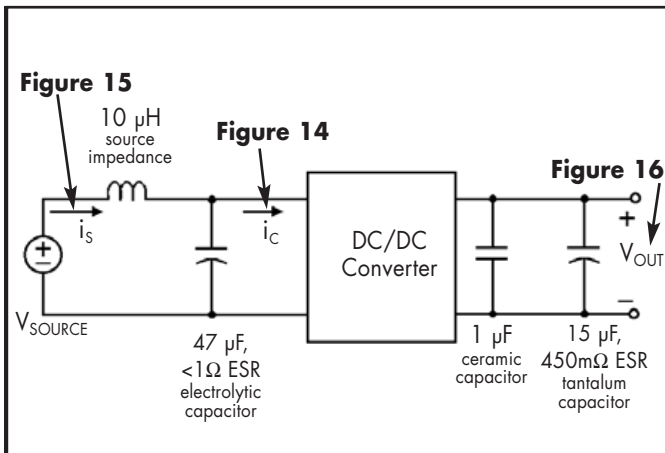 Figure 15
10 µH
source
impedance
Figure 14
Figure 16
i_S
i_C
DC/DC
Converter
+
V_OUT
–
+
–
V_SOURCE
47 µF,
<1Ω ESR
electrolytic
capacitor
1 µF
ceramic
capacitor
15 µF,
450mΩ ESR
tantalum
capacitor